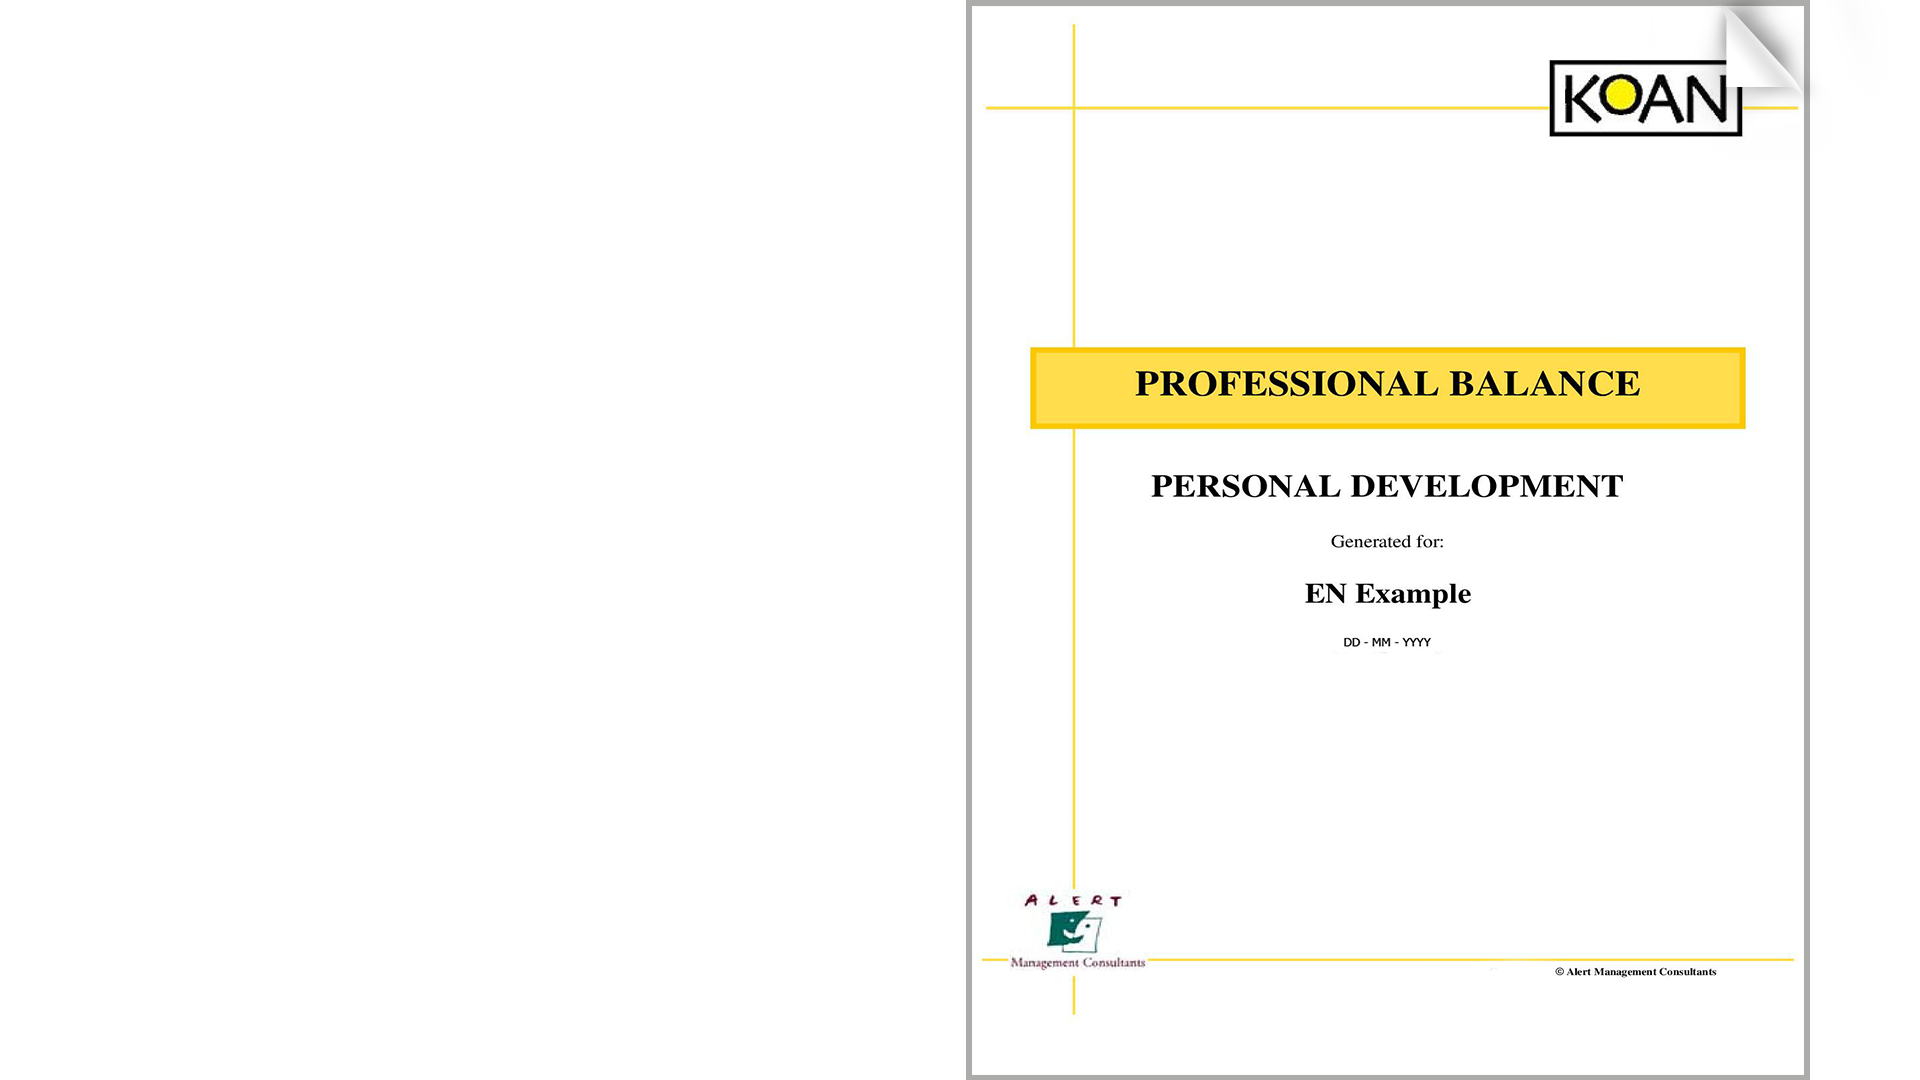 KOAN
PROFESSIONAL BALANCE
PERSONAL DEVELOPMENT
Generated for:
EN Example
DD - MM - YYYY
ALERT
Management Consultants
© Alert Management Consultants